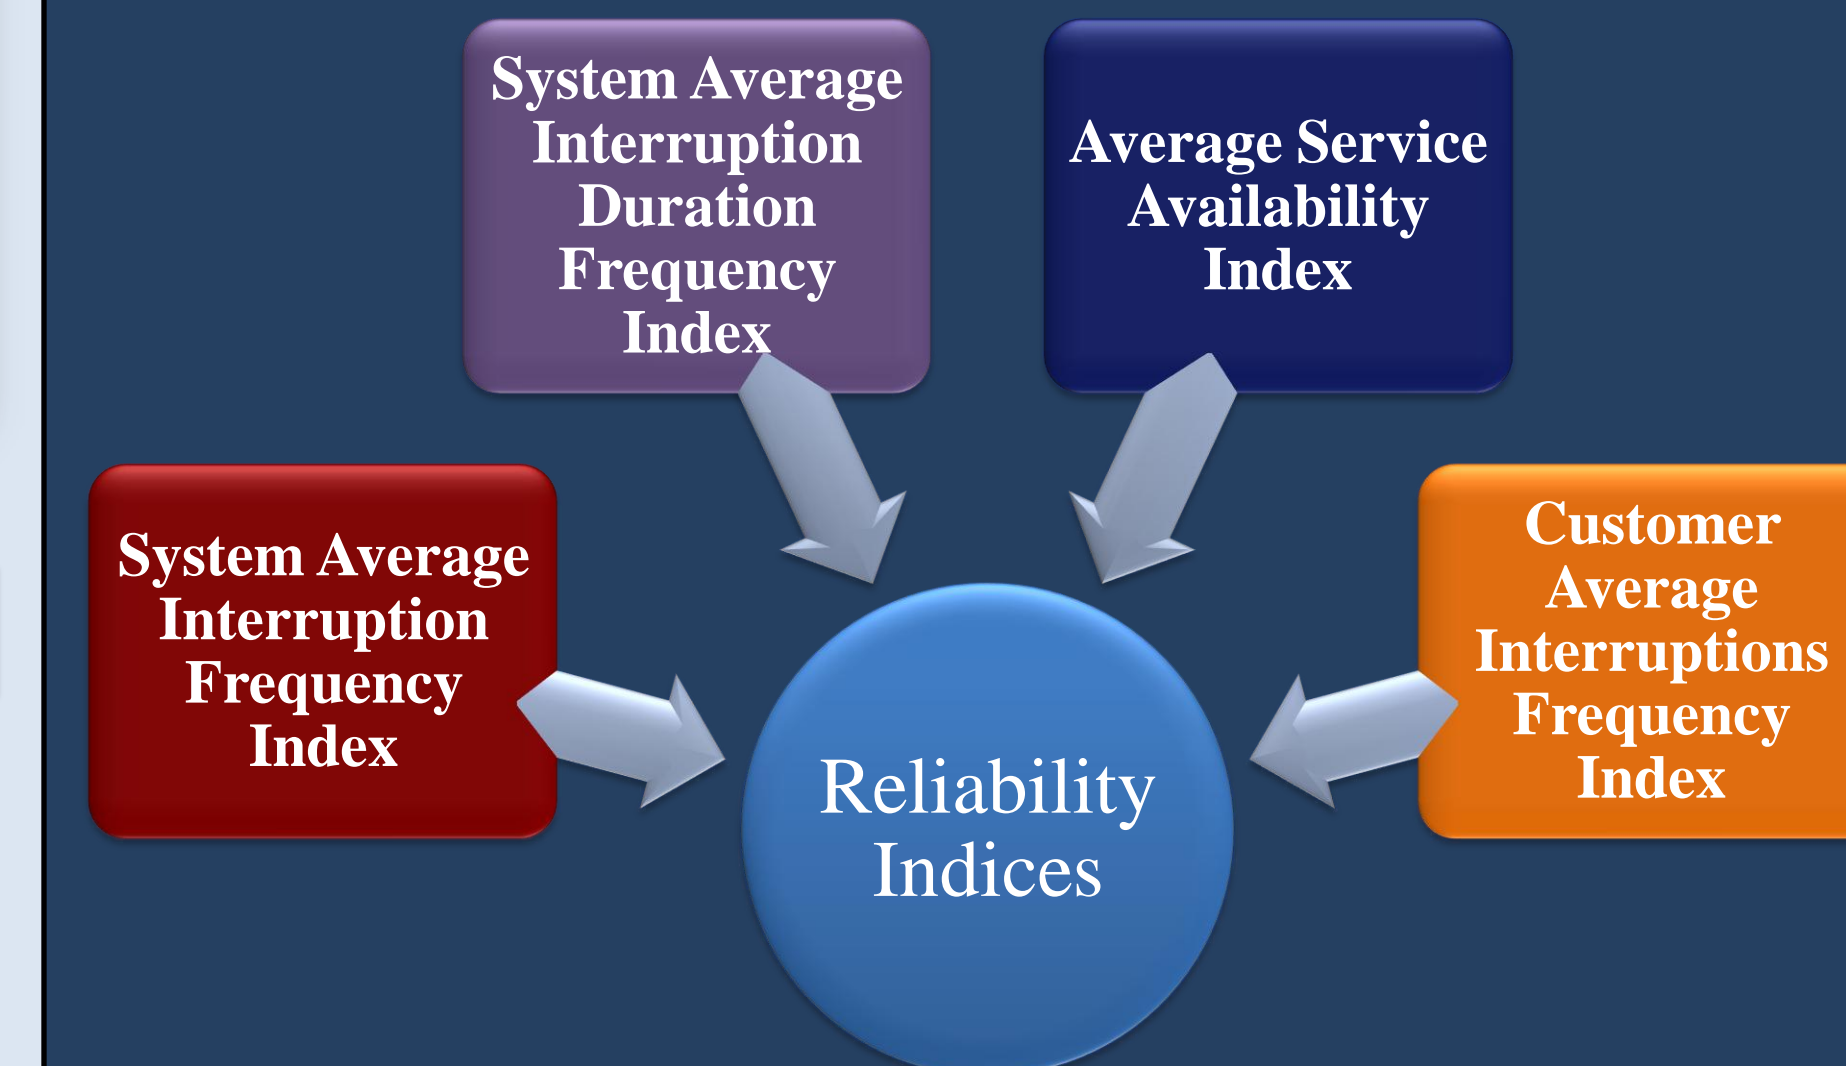 System Average
Interruption
Duration
Frequency
Index
Average Service
Availability
Index
System Average
Interruption
Frequency
Index
Customer
Average
Interruptions
Frequency
Index
Reliability
Indices